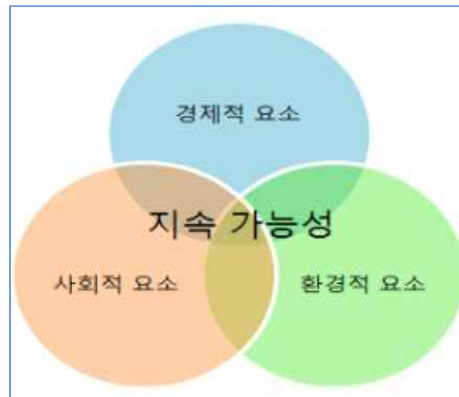 경제적 요소
지속 가능성
사회적 요소
환경적 요소